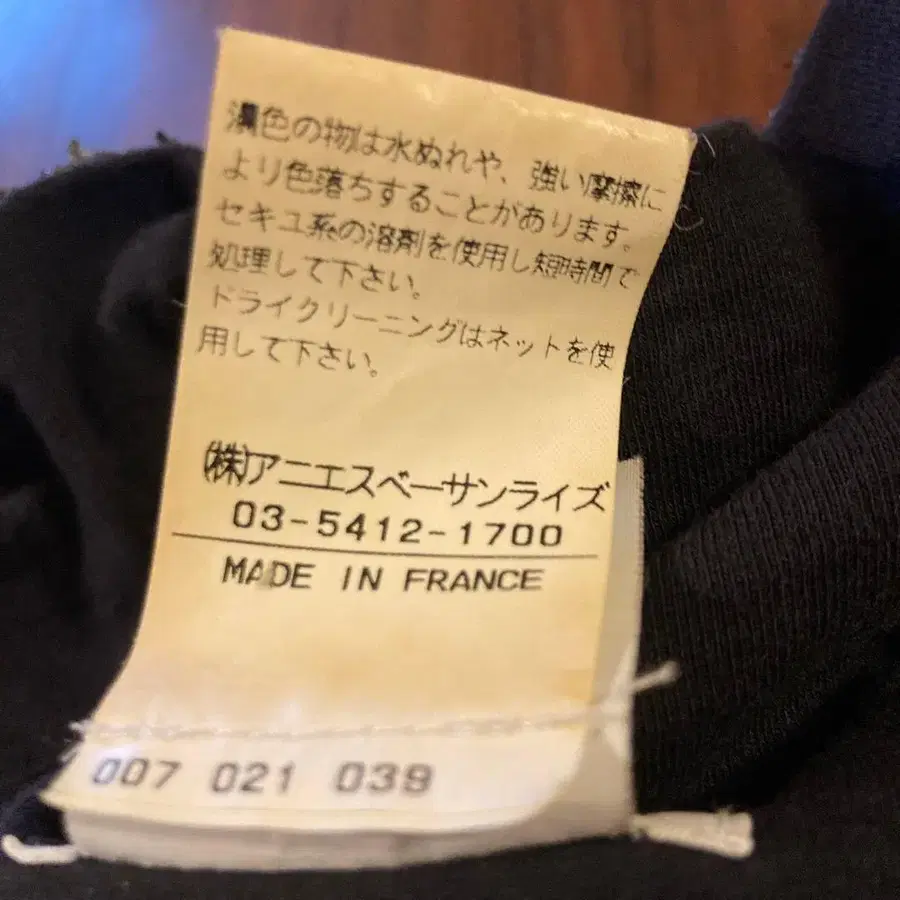 濃色の物は水ぬれや、強い摩擦に
より色落ちすることがあります。
セキユ系の溶剤を使用し短時間で
処理して下さい。
ドライクリーニングはネットを使
用して下さい。
(株)アニエスベーサンライズ
03-5412-1700
MADE IN FRANCE
007 021 039